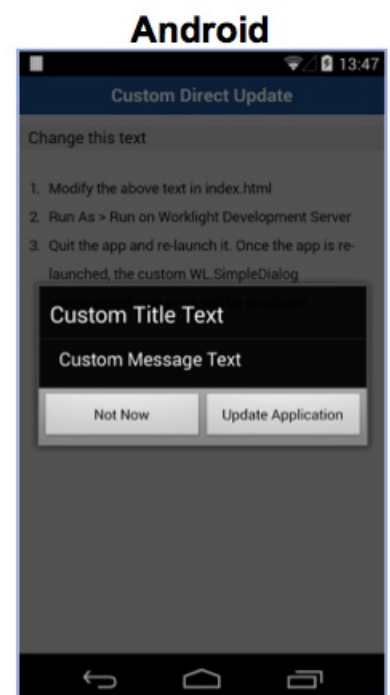 Android
13:47
Custom Direct Update
Change this text
1. Modify the above text in index.html
2. Run As > Run on Worklight Development Server
3. Quit the app and re-launch it. Once the app is re-
launched, the custom WL.SimpleDialog
Custom Title Text
Custom Message Text
Not Now
Update Application